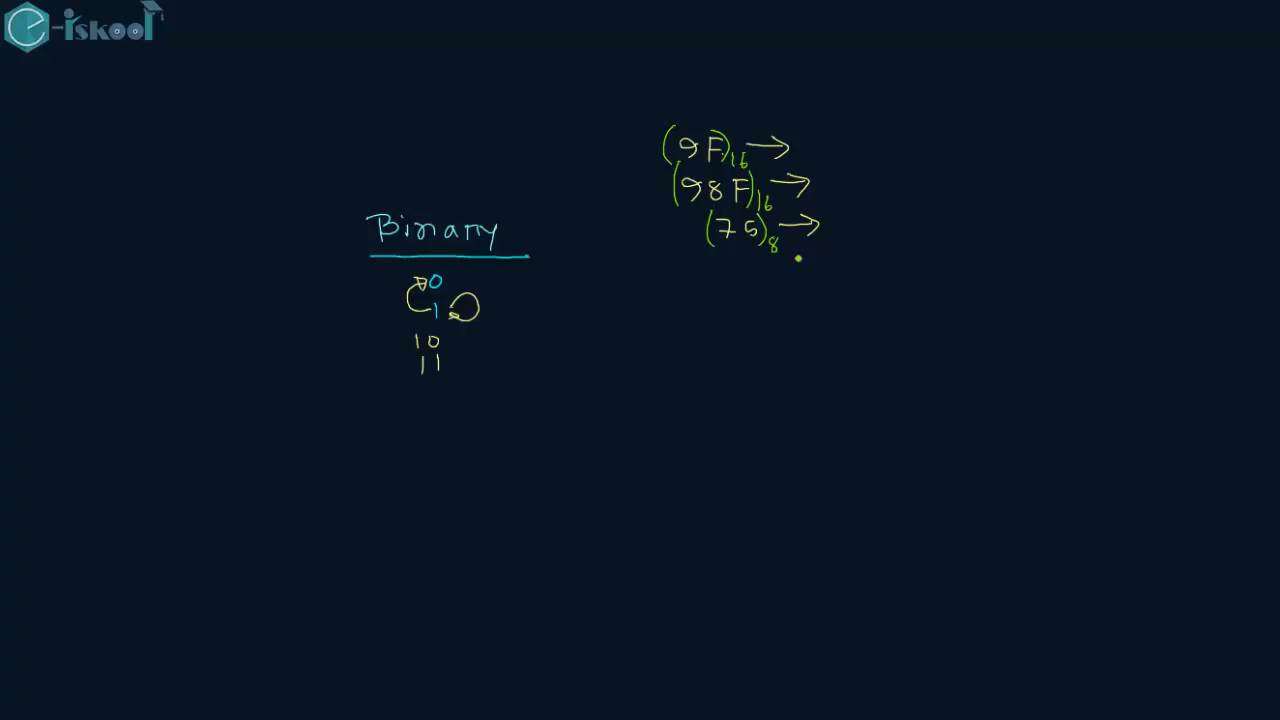 e-iskool
(9F)16 →
(98F)16 →
(75)8 →
Binary
0
1
10
11